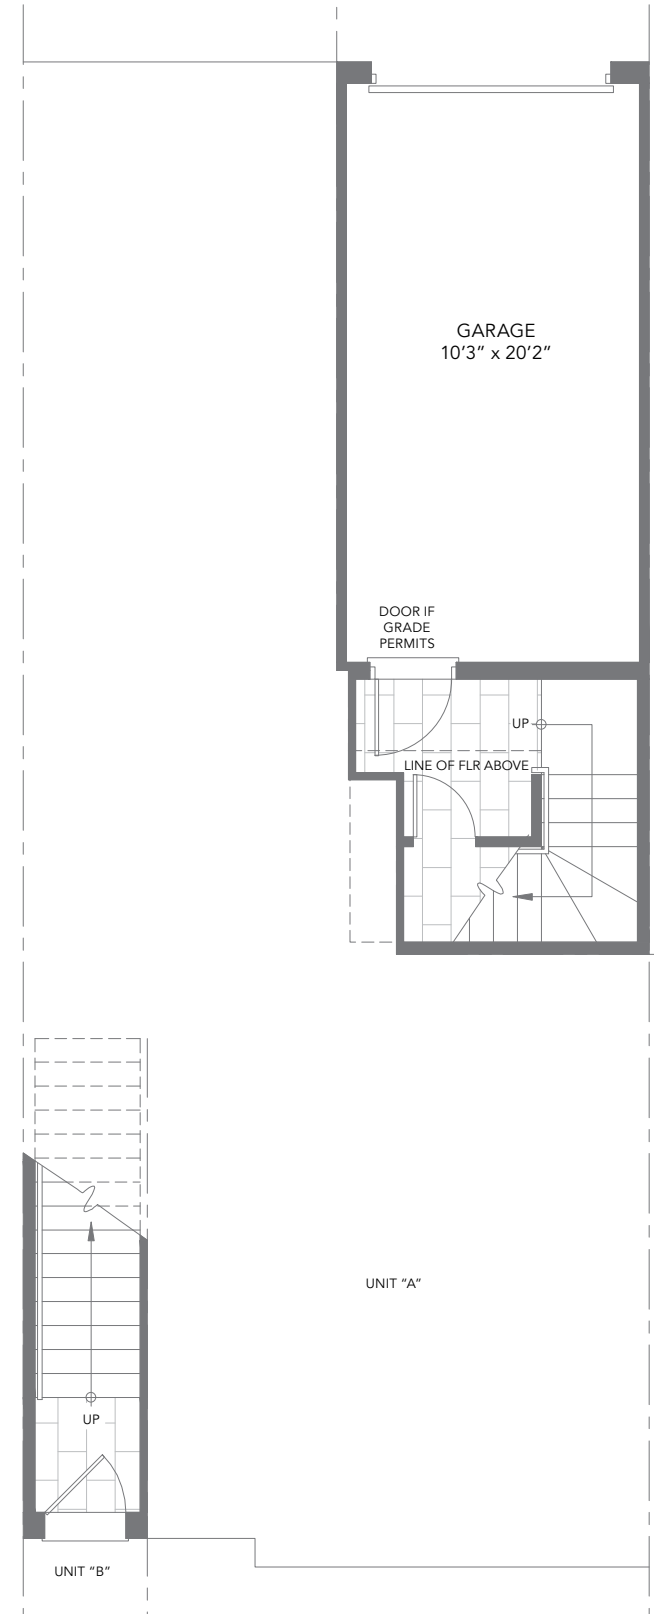 GARAGE
10’3” x 20’2”
DOOR IF
GRADE
PERMITS
UP
LINE OF FLR ABOVE
UNIT “A”
UP
UNIT “B”